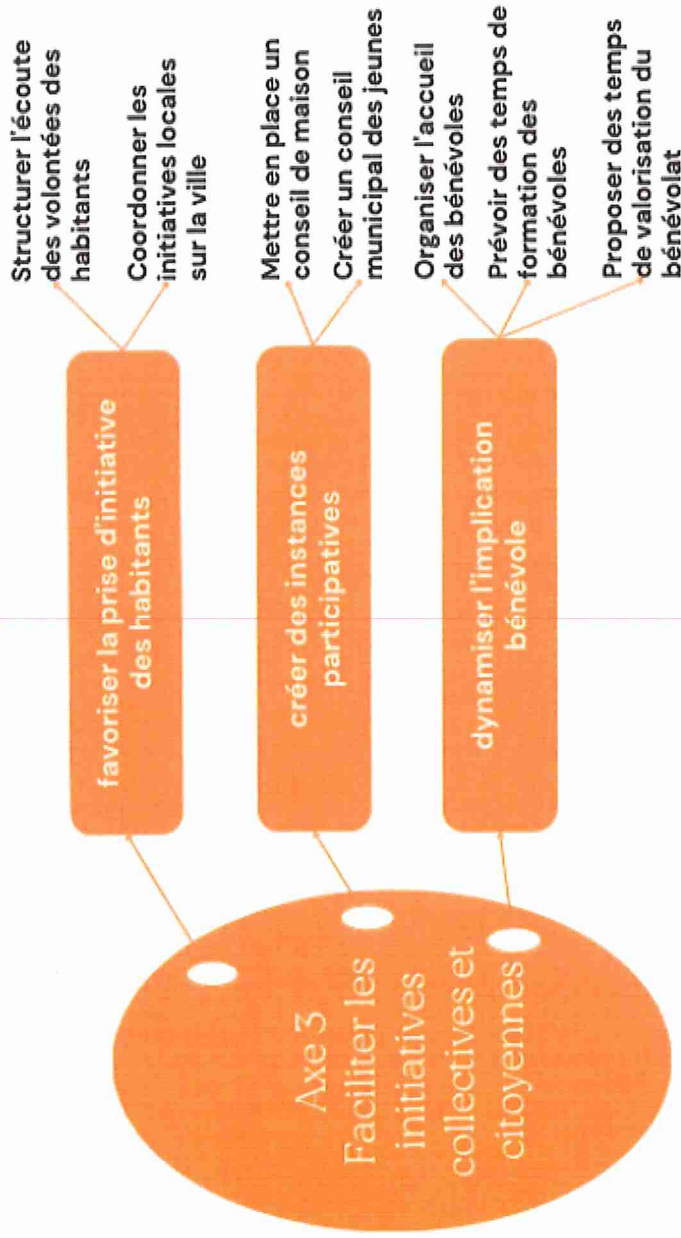 Axe 3
Faciliter les
initiatives
collectives et
citoyennes
favoriser la prise d'initiative
des habitants
Structurer l'écoute
des volontées des
habitants
Coordonner les
initiatives locales
sur la ville
créer des instances
participatives
Mettre en place un
conseil de maison
Créer un conseil
municipal des jeunes
dynamiser l'implication
bénévole
Organiser l'accueil
des bénévoles
Prévoir des temps de
formation des
bénévoles
Proposer des temps
de valorisation du
bénévolat